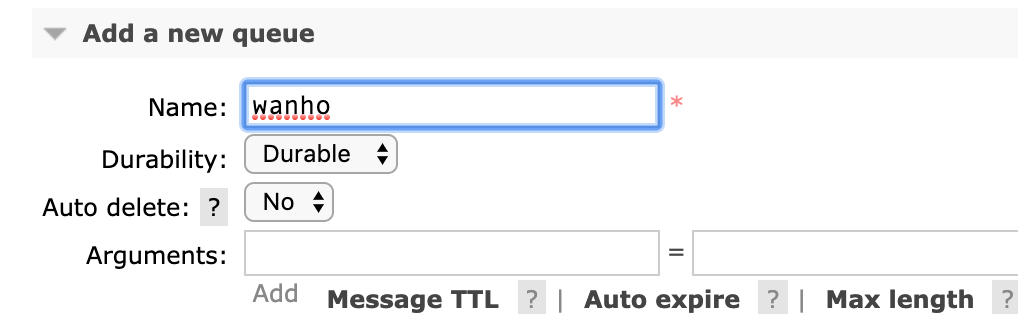 Add a new queue
Name: wanho *
Durability: Durable
Auto delete: ? No
Arguments: =
Add Message TTL ? | Auto expire ? | Max length ?